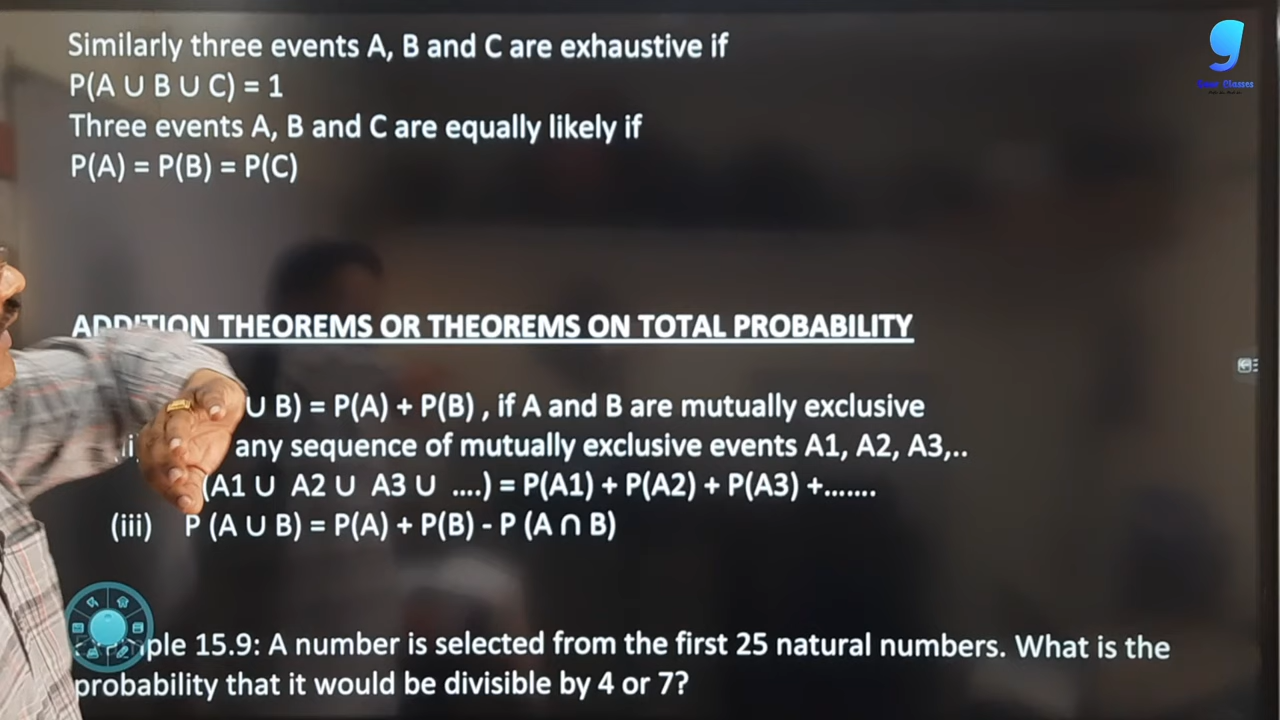 Similarly three events A, B and C are exhaustive if
P(A ∪ B ∪ C) = 1
Three events A, B and C are equally likely if
P(A) = P(B) = P(C)
ADDITION THEOREMS OR THEOREMS ON TOTAL PROBABILITY
∪ B) = P(A) + P(B) , if A and B are mutually exclusive
any sequence of mutually exclusive events A1, A2, A3,..
(A1 ∪ A2 ∪ A3 ∪ ....) = P(A1) + P(A2) + P(A3) +.......
(iii) P (A ∪ B) = P(A) + P(B) - P (A ∩ B)
15.9: A number is selected from the first 25 natural numbers. What is the
probability that it would be divisible by 4 or 7?
Classes